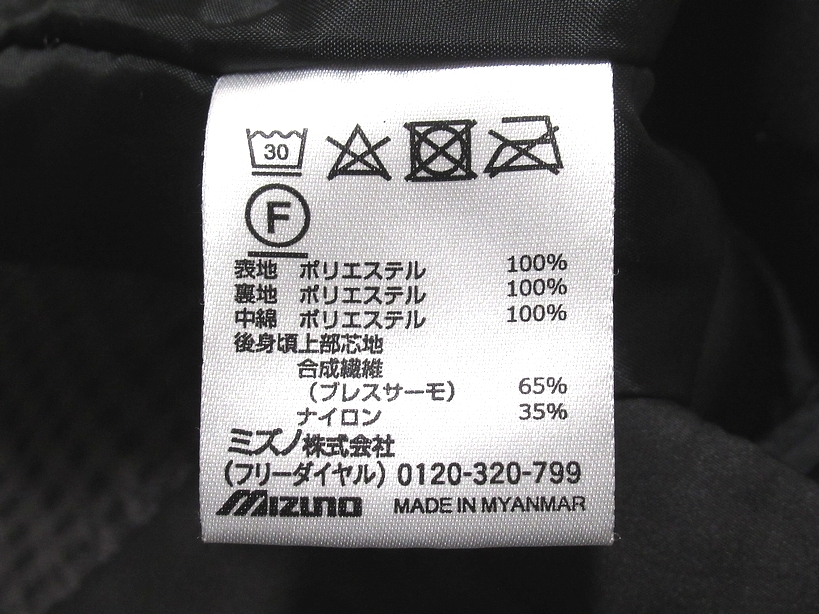 30
F
表地 ポリエステル 100%
裏地 ポリエステル 100%
中綿 ポリエステル 100%
後身頃上部芯地
合成繊維
(ブレスサーモ) 65%
ナイロン 35%
ミズノ株式会社
(フリーダイヤル) 0120-320-799
MIZUNO MADE IN MYANMAR